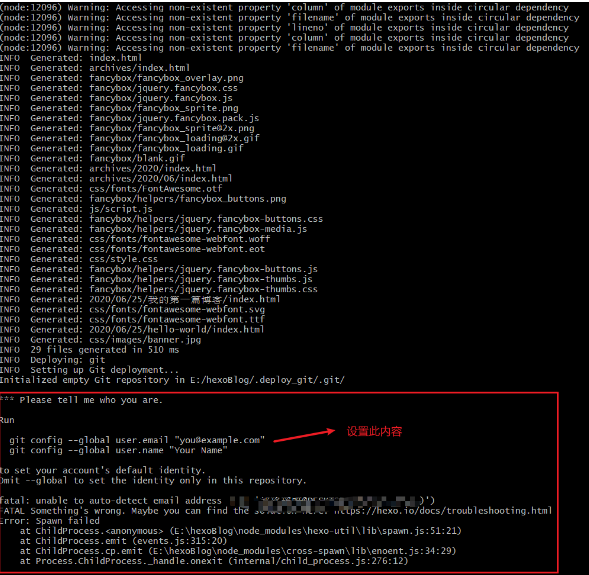 (node:12096) Warning: Accessing non-existent property 'column' of module exports inside circular dependency
(node:12096) Warning: Accessing non-existent property 'filename' of module exports inside circular dependency
(node:12096) Warning: Accessing non-existent property 'lineno' of module exports inside circular dependency
(node:12096) Warning: Accessing non-existent property 'column' of module exports inside circular dependency
(node:12096) Warning: Accessing non-existent property 'filename' of module exports inside circular dependency
INFO  Generated: index.html
INFO  Generated: archives/index.html
INFO  Generated: fancybox/fancybox_overlay.png
INFO  Generated: fancybox/jquery.fancybox.css
INFO  Generated: fancybox/jquery.fancybox.js
INFO  Generated: fancybox/fancybox_sprite.png
INFO  Generated: fancybox/jquery.fancybox.pack.js
INFO  Generated: fancybox/fancybox_sprite@2x.png
INFO  Generated: fancybox/fancybox_loading@2x.gif
INFO  Generated: fancybox/fancybox_loading.gif
INFO  Generated: fancybox/blank.gif
INFO  Generated: archives/2020/index.html
INFO  Generated: archives/2020/06/index.html
INFO  Generated: css/fonts/FontAwesome.otf
INFO  Generated: fancybox/helpers/fancybox_buttons.png
INFO  Generated: js/script.js
INFO  Generated: fancybox/helpers/jquery.fancybox-buttons.css
INFO  Generated: fancybox/helpers/jquery.fancybox-media.js
INFO  Generated: css/fonts/fontawesome-webfont.woff
INFO  Generated: css/fonts/fontawesome-webfont.eot
INFO  Generated: css/style.css
INFO  Generated: fancybox/helpers/jquery.fancybox-buttons.js
INFO  Generated: fancybox/helpers/jquery.fancybox-thumbs.js
INFO  Generated: fancybox/helpers/jquery.fancybox-thumbs.css
INFO  Generated: 2020/06/25/我的第一篇博客/index.html
INFO  Generated: css/fonts/fontawesome-webfont.svg
INFO  Generated: css/fonts/fontawesome-webfont.ttf
INFO  Generated: 2020/06/25/hello-world/index.html
INFO  Generated: css/images/banner.jpg
INFO  29 files generated in 510 ms
INFO  Deploying: git
INFO  Setting up Git deployment...
Initialized empty Git repository in E:/hexoBlog/.deploy_git/.git/
*** Please tell me who you are.
Run
git config --global user.email "you@example.com"
设置此内容
git config --global user.name "Your Name"
to set your account's default identity.
Omit --global to set the identity only in this repository.
fatal: unable to auto-detect email address )')
FATAL Something's wrong. Maybe you can find the https://hexo.io/docs/troubleshooting.html
Error: Spawn failed
at ChildProcess.<anonymous> (E:\hexoBlog\node_modules\hexo-util\lib\spawn.js:51:21)
at ChildProcess.emit (events.js:315:20)
at ChildProcess.cp.emit (E:\hexoBlog\node_modules\cross-spawn\lib\enoent.js:34:29)
at Process.ChildProcess._handle.onexit (internal/child_process.js:276:12)